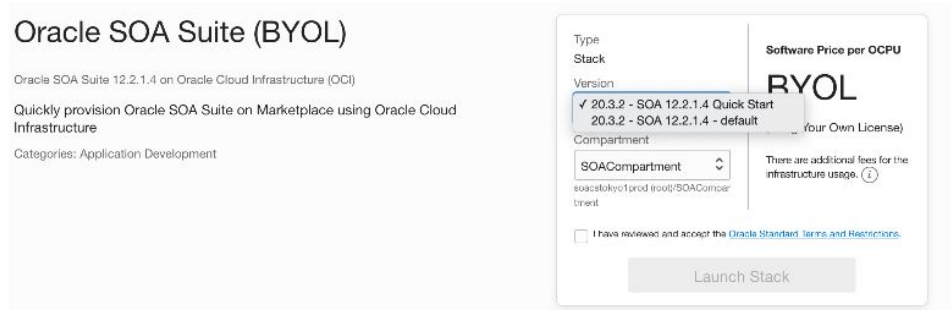 Oracle SOA Suite (BYOL)
Oracle SOA Suite 12.2.1.4 on Oracle Cloud Infrastructure (OCI)
Quickly provision Oracle SOA Suite on Marketplace using Oracle Cloud
Infrastructure
Categories: Application Development
Type
Stack
Version
✓ 20.3.2 - SOA 12.2.1.4 Quick Start
20.3.2 - SOA 12.2.1.4 - default
Compartment
SOACompartment
soacstokyo1prod (root)/SOACompar
tment
Software Price per OCPU
BYOL
Your Own License)
There are additional fees for the
infrastructure usage.
I have reviewed and accept the Oracle Standard Terms and Restrictions.
Launch Stack